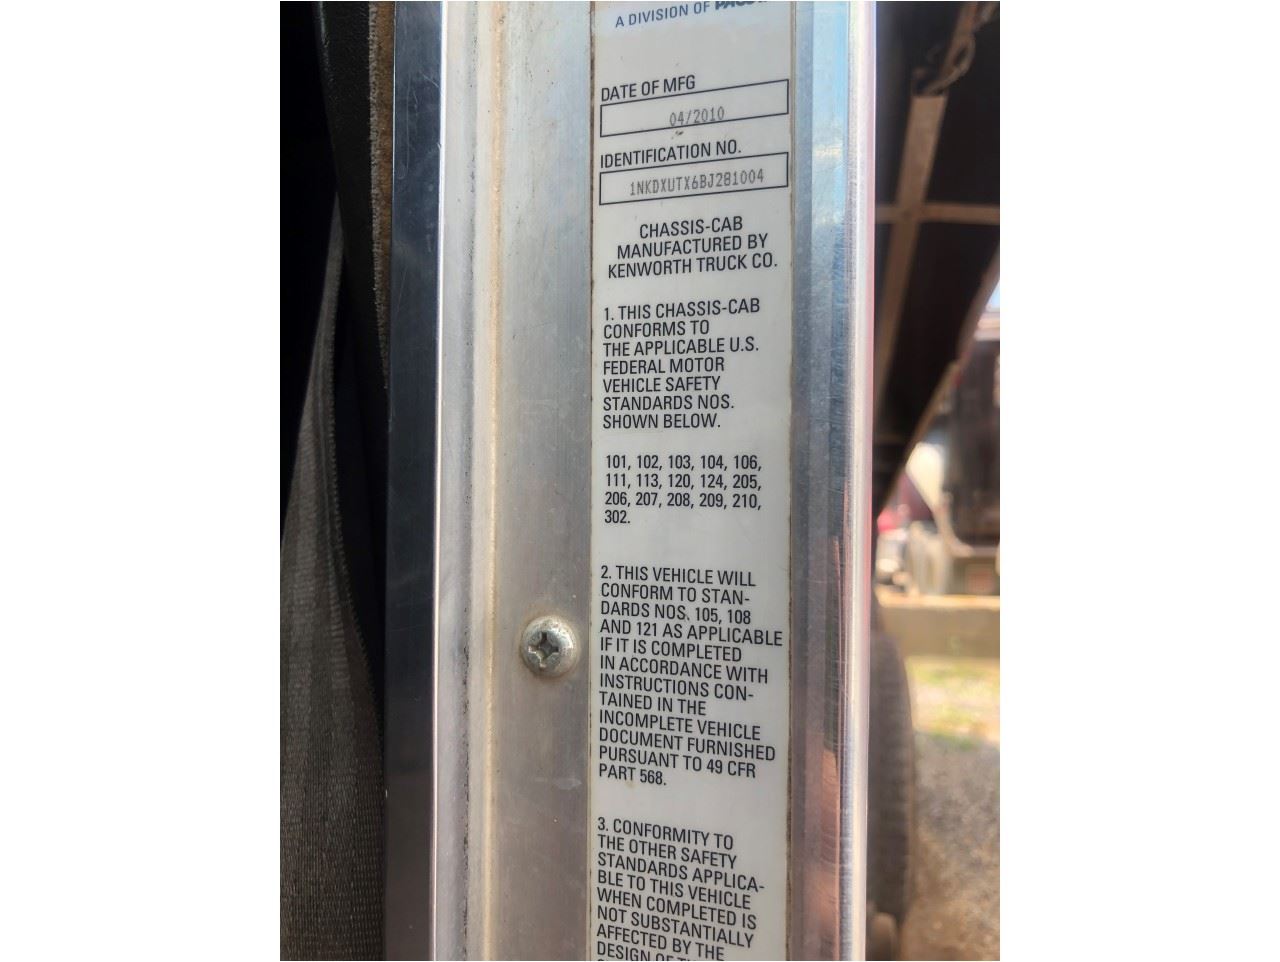 A DIVISION OF
DATE OF MFG
04/2010
IDENTIFICATION NO.
1NKDXUTX6BJ281004
CHASSIS-CAB
MANUFACTURED BY
KENWORTH TRUCK CO.
1. THIS CHASSIS-CAB
CONFORMS TO
THE APPLICABLE U.S.
FEDERAL MOTOR
VEHICLE SAFETY
STANDARDS NOS.
SHOWN BELOW.
101, 102, 103, 104, 106,
111, 113, 120, 124, 205,
206, 207, 208, 209, 210,
302.
2. THIS VEHICLE WILL
CONFORM TO STAN-
DARDS NOS. 105, 108
AND 121 AS APPLICABLE
IF IT IS COMPLETED
IN ACCORDANCE WITH
INSTRUCTIONS CON-
TAINED IN THE
INCOMPLETE VEHICLE
DOCUMENT FURNISHED
PURSUANT TO 49 CFR
PART 568.
3. CONFORMITY TO
THE OTHER SAFETY
STANDARDS APPLICA-
BLE TO THIS VEHICLE
WHEN COMPLETED IS
NOT SUBSTANTIALLY
AFFECTED BY THE
DESIGN OF